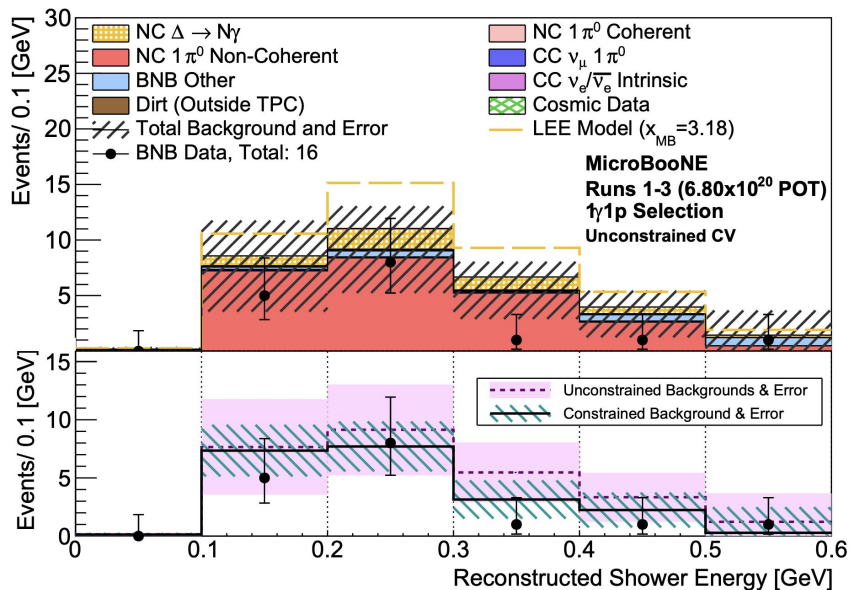 Events/ 0.1 [GeV]
30
25
20
15
10
5
NC Δ → Nγ
NC 1π⁰ Non-Coherent
BNB Other
Dirt (Outside TPC)
Total Background and Error
BNB Data, Total: 16
NC 1π⁰ Coherent
CC ν_μ 1π⁰
CC ν_e/ν̅_e Intrinsic
Cosmic Data
LEE Model (x_MB=3.18)
MicroBooNE
Runs 1-3 (6.80x10²⁰ POT)
1γ1p Selection
Unconstrained CV
Events/ 0.1 [GeV]
15
10
5
0
Unconstrained Backgrounds & Error
Constrained Background & Error
0 0.1 0.2 0.3 0.4 0.5 0.6
Reconstructed Shower Energy [GeV]